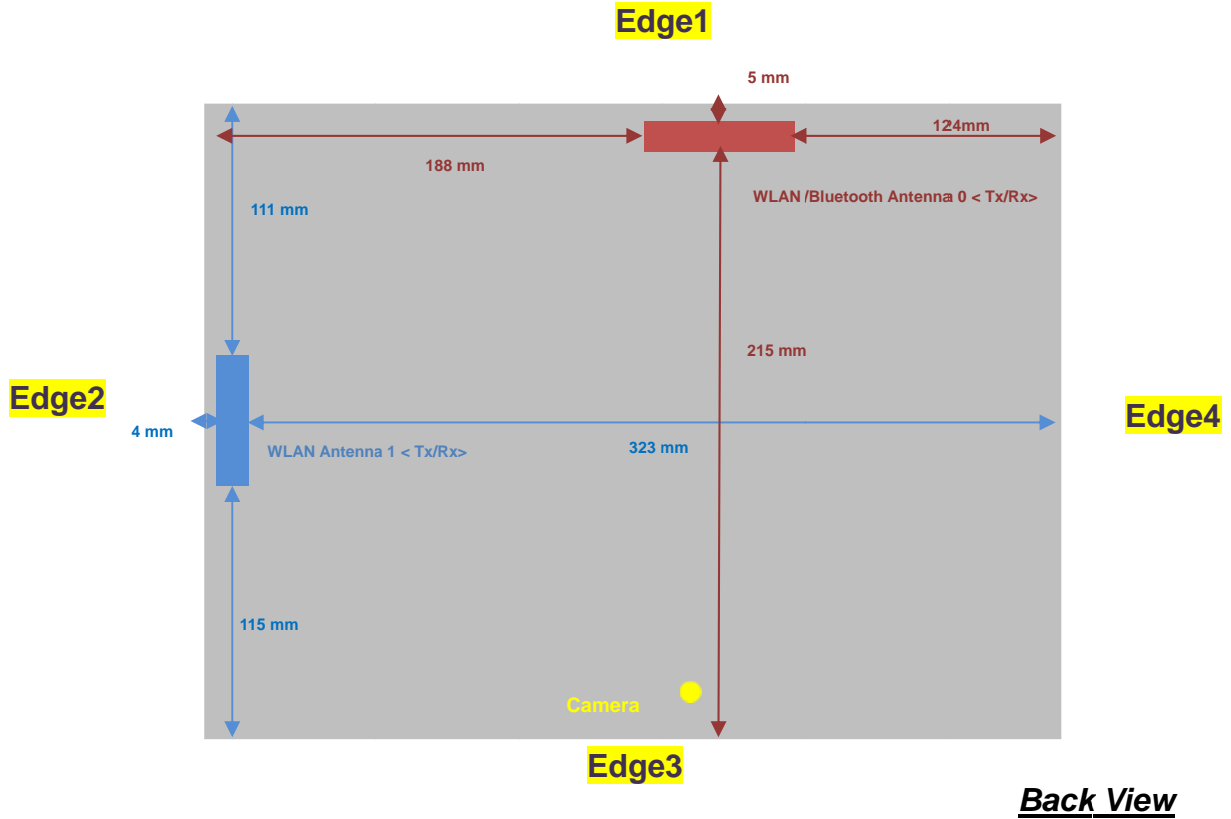 Edge1
5 mm
124mm
188 mm
WLAN /Bluetooth Antenna 0 < Tx/Rx>
111 mm
215 mm
Edge2
Edge4
4 mm
WLAN Antenna 1 < Tx/Rx>
323 mm
115 mm
Camera
Edge3
Back View